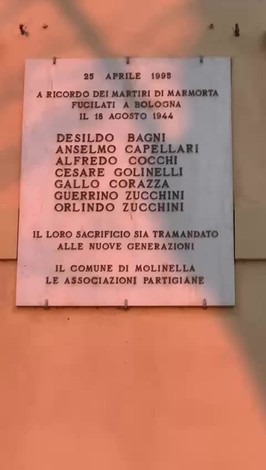 25 APRILE 1995
A RICORDO DEI MARTIRI DI MARMORTA
FUCILATI A BOLOGNA
IL 18 AGOSTO 1944
DESILDO BAGNI
ANSELMO CAPELLARI
ALFREDO COCCHI
CESARE GOLINELLI
GALLO CORAZZA
GUERRINO ZUCCHINI
ORLINDO ZUCCHINI
IL LORO SACRIFICIO SIA TRAMANDATO
ALLE NUOVE GENERAZIONI
IL COMUNE DI MOLINELLA
LE ASSOCIAZIONI PARTIGIANE